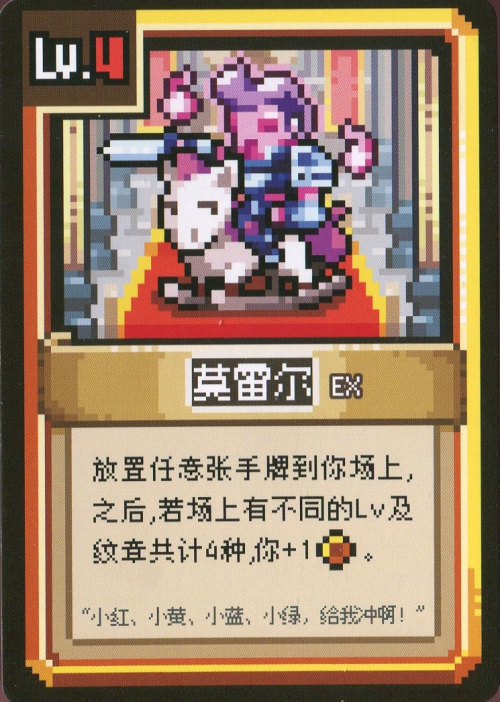 Lv.4
莫雷尔 EX
放置任意张手牌到你场上,
之后,若场上有不同的Lv及
纹章共计4种,你+1 。
“小红、小黄、小蓝、小绿，给我冲啊！”